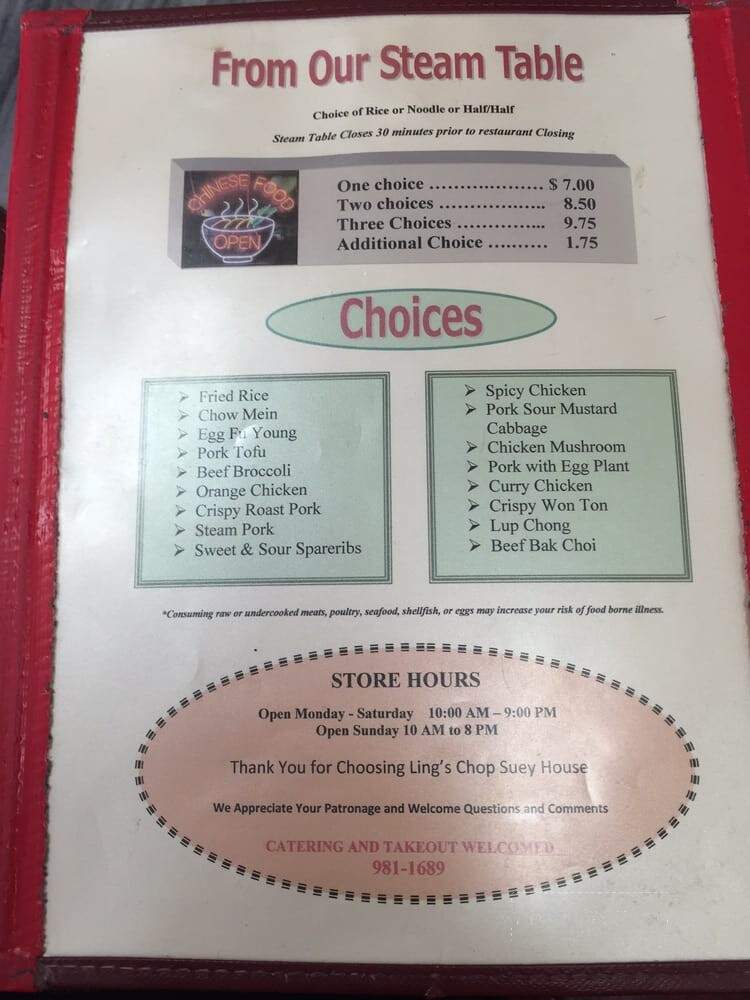 From Our Steam Table
Choice of Rice or Noodle or Half/Half
Steam Table Closes 30 minutes prior to restaurant Closing
CHINESE FOOD
OPEN
One choice ..................... $ 7.00
Two choices ................... 8.50
Three Choices ............... 9.75
Additional Choice .......... 1.75
Choices
Fried Rice
Chow Mein
Egg Fu Young
Pork Tofu
Beef Broccoli
Orange Chicken
Crispy Roast Pork
Steam Pork
Sweet & Sour Spareribs
Spicy Chicken
Pork Sour Mustard
Cabbage
Chicken Mushroom
Pork with Egg Plant
Curry Chicken
Crispy Won Ton
Lup Chong
Beef Bak Choi
*Consuming raw or undercooked meats, poultry, seafood, shellfish, or eggs may increase your risk of food borne illness.
STORE HOURS
Open Monday - Saturday 10:00 AM – 9:00 PM
Open Sunday 10 AM to 8 PM
Thank You for Choosing Ling's Chop Suey House
We Appreciate Your Patronage and Welcome Questions and Comments
CATERING AND TAKEOUT WELCOMED
981-1689